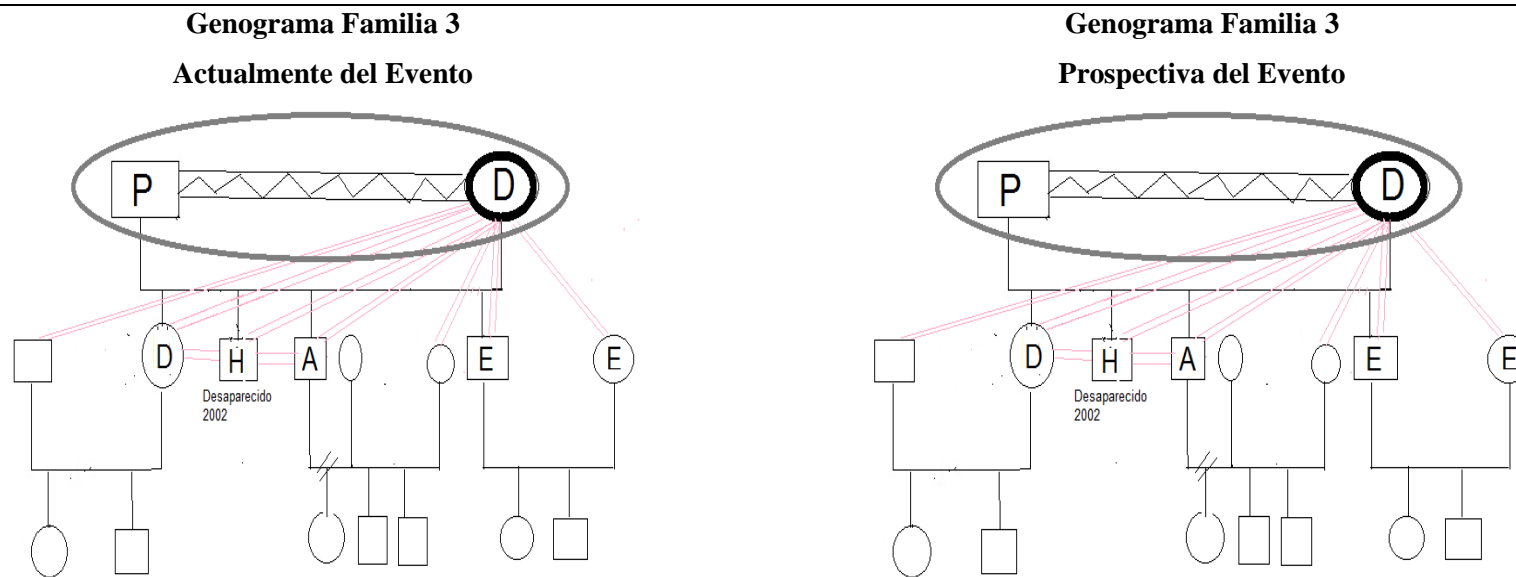 Genograma Familia 3
Actualmente del Evento
P D
D H A E E
Desaparecido
2002
Genograma Familia 3
Prospectiva del Evento
P D
D H A E E
Desaparecido
2002